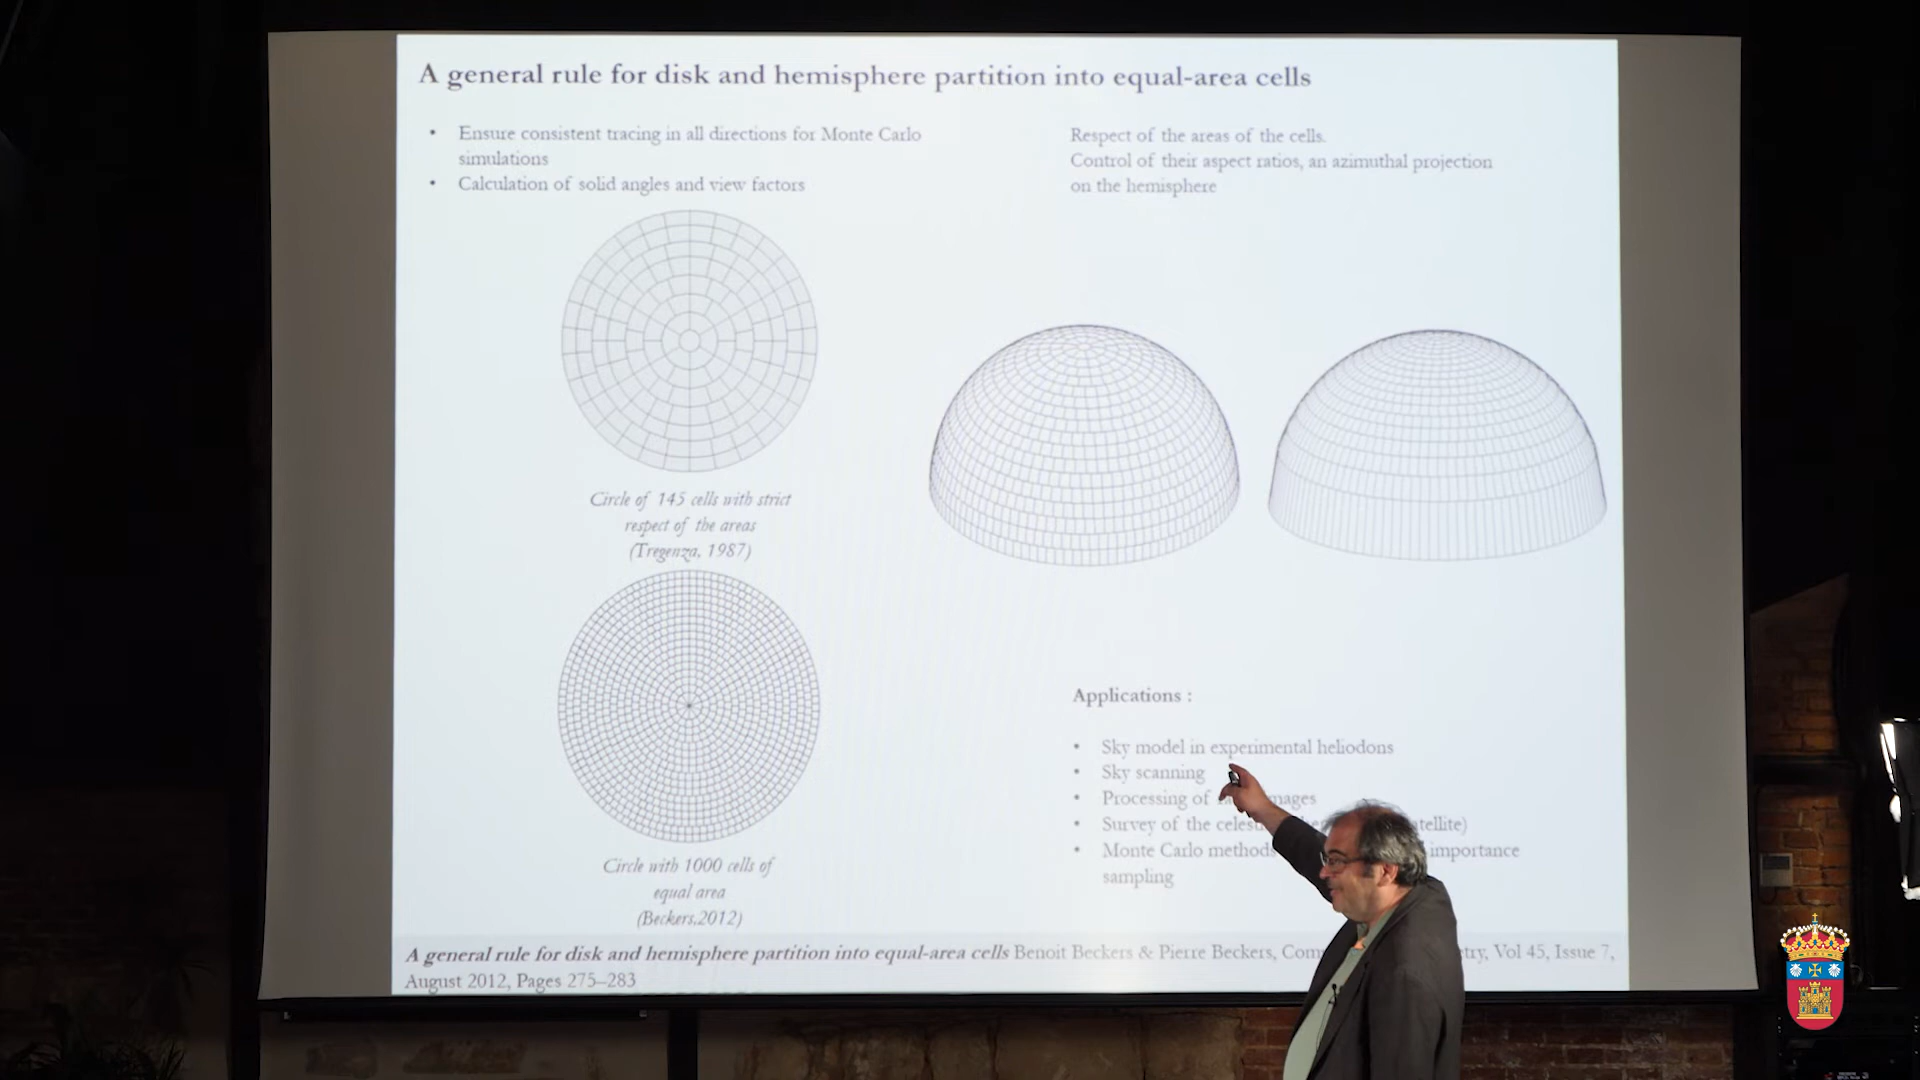 A general rule for disk and hemisphere partition into equal-area cells
• Ensure consistent tracing in all directions for Monte Carlo
simulations
• Calculation of solid angles and view factors
Respect of the areas of the cells.
Control of their aspect ratios, an azimuthal projection
on the hemisphere
Circle of 145 cells with strict
respect of the areas
(Tregenza, 1987)
Circle with 1000 cells of
equal area
(Beckers,2012)
Applications :
• Sky model in experimental heliodons
• Sky scanning
• Processing of
• Survey of the
• Monte Carlo methods importance
sampling
A general rule for disk and hemisphere partition into equal-area cells Benoit Beckers & Pierre Beckers, Vol 45, Issue 7,
August 2012, Pages 275–283